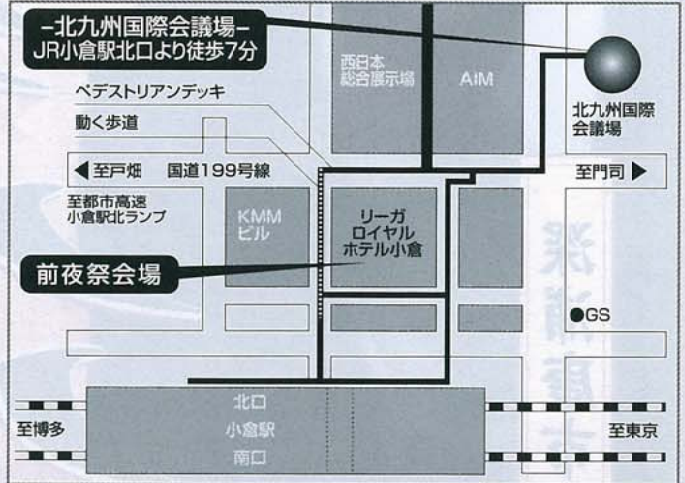 -北九州国際会議場-
JR小倉駅北口より徒歩7分
西日本
総合展示場
AIM
北九州国際
会議場
ペデストリアンデッキ
動く歩道
◀至戸畑 国道199号線
至門司▶
至都市高速
小倉駅北ランプ
KMM
ビル
リーガ
ロイヤル
ホテル小倉
前夜祭会場
●GS
北口
至博多
小倉駅
至東京
南口